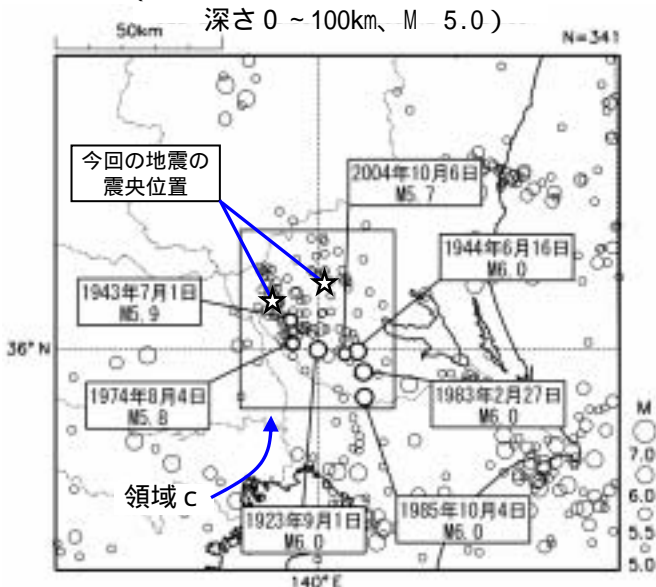 深さ0~100km、M 5.0)
50km
N=341
今回の地震の
震央位置
2004年10月6日
M5.7
1944年6月16日
M6.0
1943年7月1日
M5.9
36°N
1974年8月4日
M5.8
1983年2月27日
M6.0
M
7.0
6.0
5.5
5.0
領域c
1923年9月1日
M6.0
1985年10月4日
M6.0
140°E